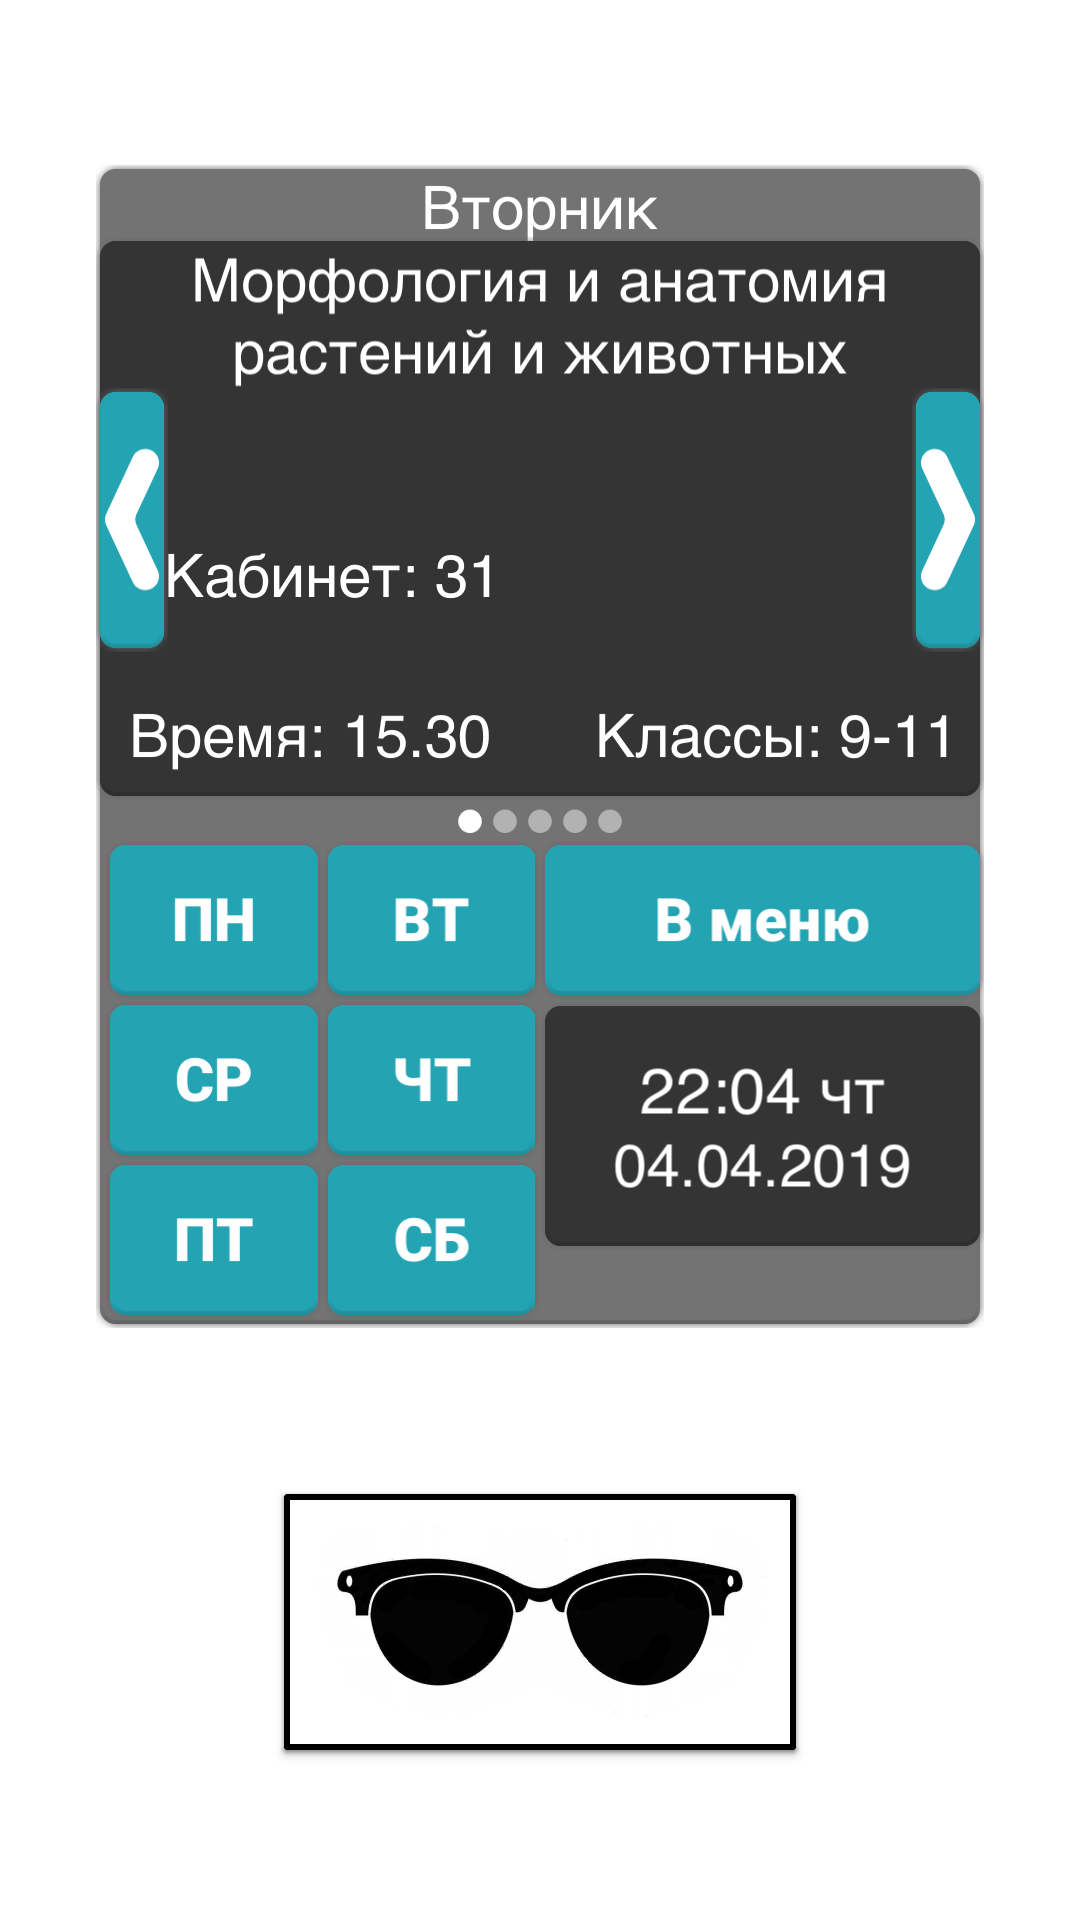 Вторник
Морфология и анатомия
растений и животных
Кабинет: 31
Время: 15.30
Классы: 9-11
ПН
ВТ
В меню
СР
ЧТ
22:04 чт
04.04.2019
ПТ
СБ